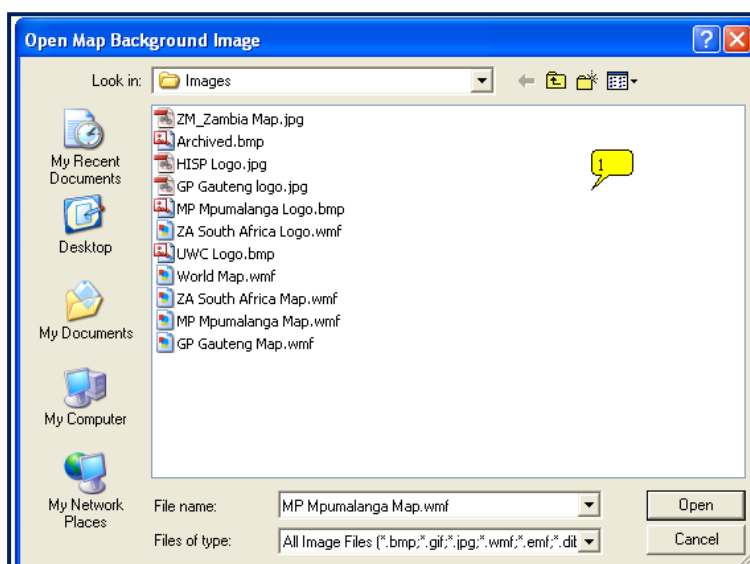 Open Map Background Image
Look in:
Images
ZM_Zambia Map.jpg
Archived.bmp
HISP Logo.jpg
GP Gauteng logo.jpg
MP Mpumalanga Logo.bmp
ZA South Africa Logo.wmf
UWC Logo.bmp
World Map.wmf
ZA South Africa Map.wmf
MP Mpumalanga Map.wmf
GP Gauteng Map.wmf
1
My Recent
Documents
Desktop
My Documents
My Computer
My Network
Places
File name:
MP Mpumalanga Map.wmf
Open
Files of type:
All Image Files (*.bmp;*.gif;*.jpg;*.wmf;*.emf;*.dit
Cancel